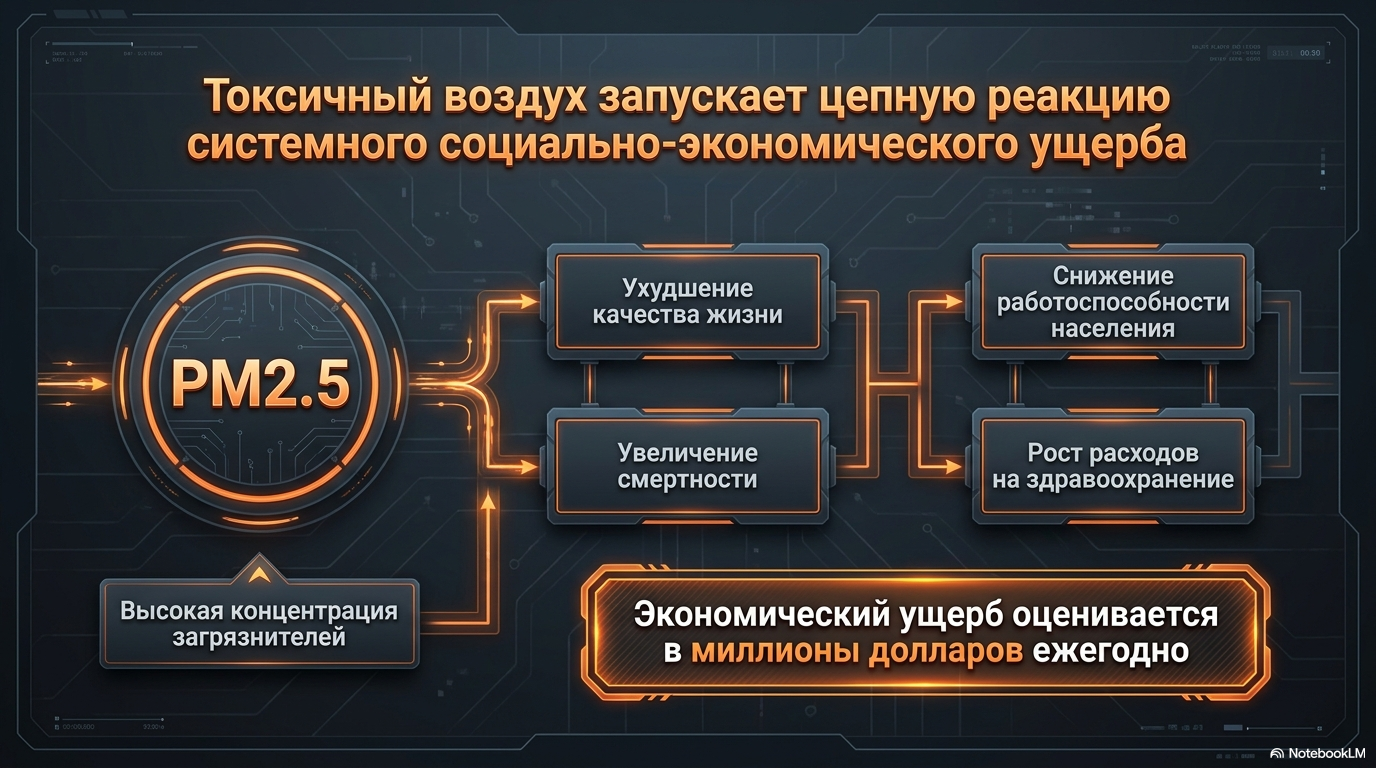 Токсичный воздух запускает цепную реакцию
системного социально-экономического ущерба
PM2.5
Высокая концентрация
загрязнителей
Ухудшение
качества жизни
Увеличение
смертности
Снижение
работоспособности
населения
Рост расходов
на здравоохранение
Экономический ущерб оценивается
в миллионы долларов ежегодно
NotebookLM